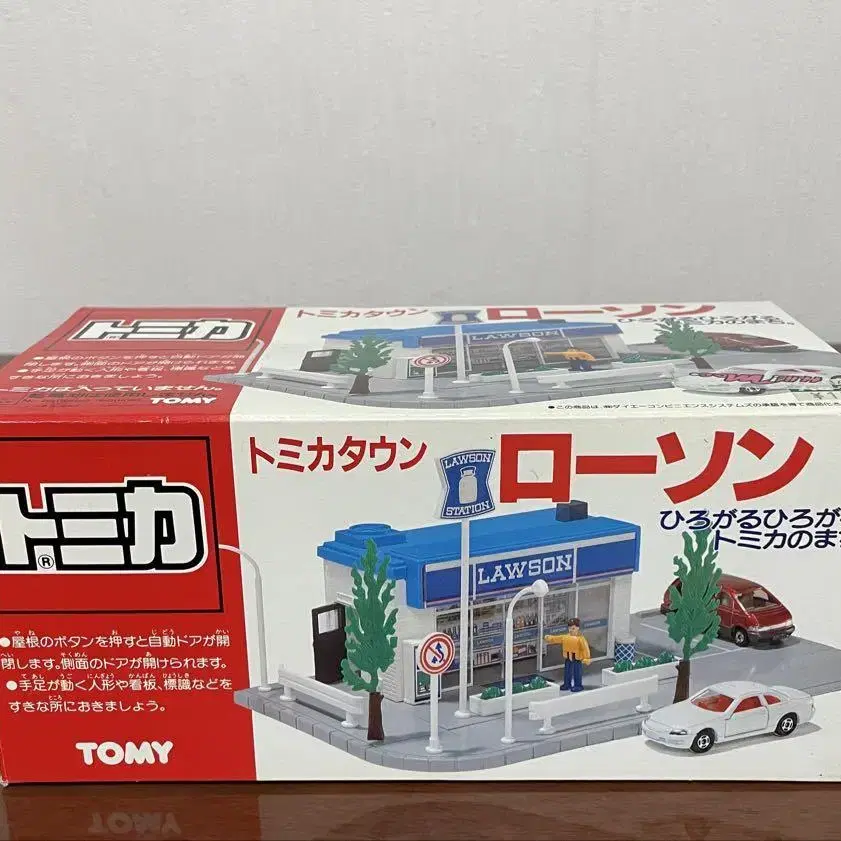 トミカ
トミカタウン
ローソン
LAWSON
TOMY
トミカタウン
ローソン
LAWSON
STATION
ひろがるひろが
トミカのまち
LAWSON
トミカ
®
●屋根のボタンを押すと自動ドアが開
閉します。側面のドアが開けられます。
●手足が動く人形や看板、標識などを
すきな所におきましょう。
TOMY